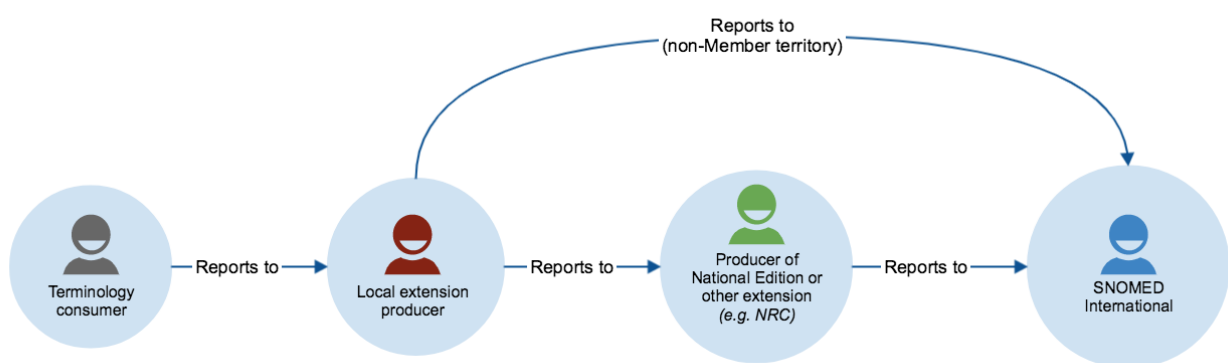 Reports to
(non-Member territory)
Terminology
consumer
Reports to
Local extension
producer
Reports to
Producer of
National Edition or
other extension
(e.g. NRC)
Reports to
SNOMED
International